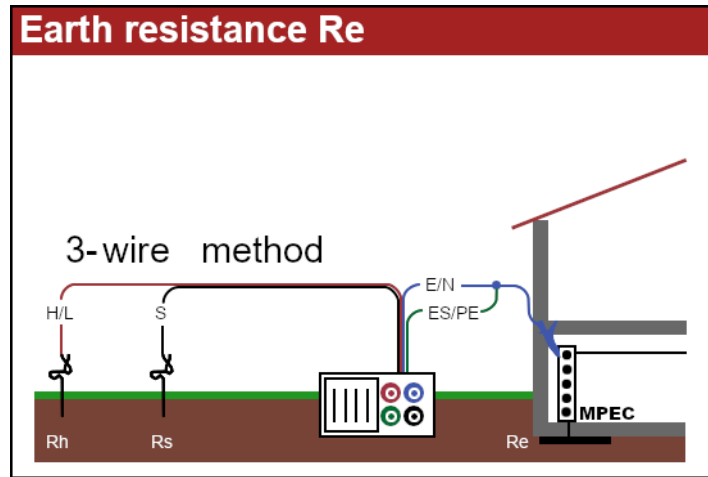 Earth resistance Re
3-wire method
E/N
H/L
S
ES/PE
MPEC
Rh
Rs
Re